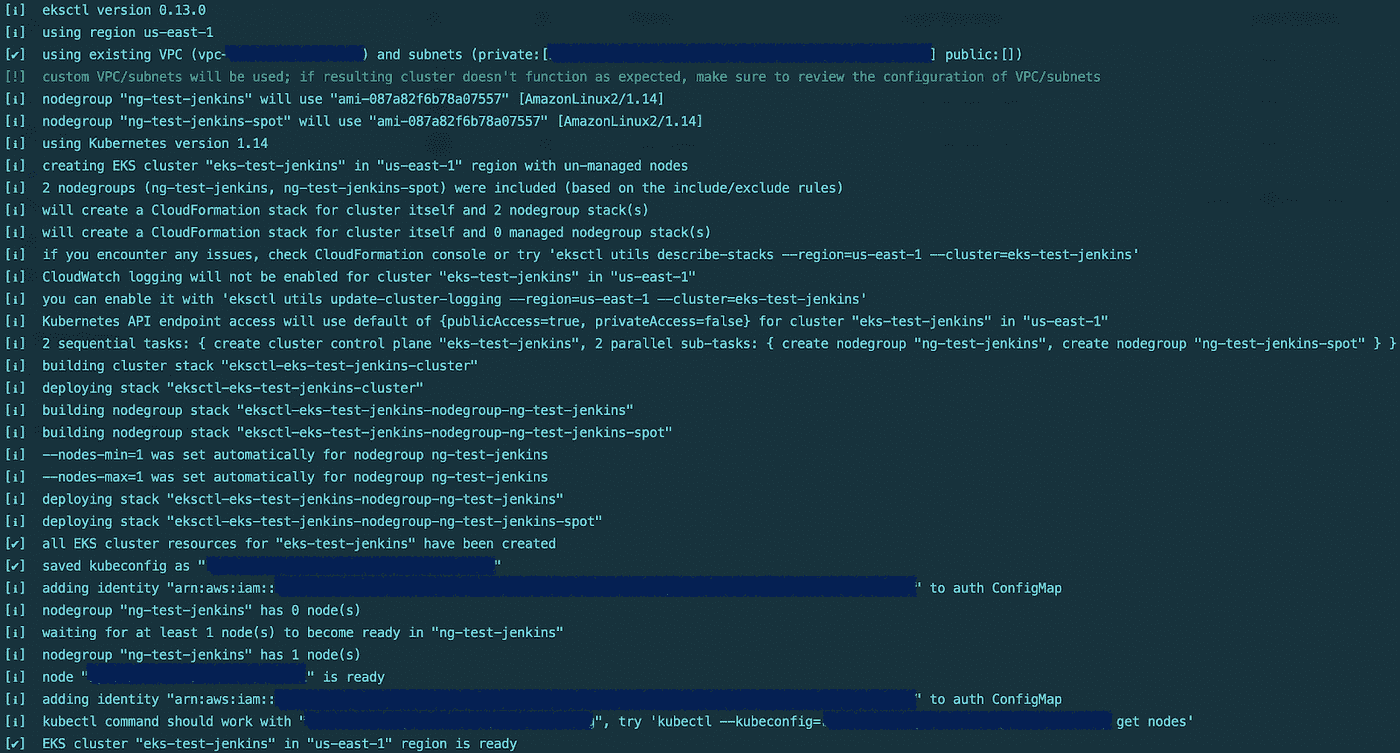 [i] eksctl version 0.13.0
[i] using region us-east-1
[✔] using existing VPC (vpc- ) and subnets (private:[ ] public:[])
[!] custom VPC/subnets will be used; if resulting cluster doesn't function as expected, make sure to review the configuration of VPC/subnets
[i] nodegroup "ng-test-jenkins" will use "ami-087a82f6b78a07557" [AmazonLinux2/1.14]
[i] nodegroup "ng-test-jenkins-spot" will use "ami-087a82f6b78a07557" [AmazonLinux2/1.14]
[i] using Kubernetes version 1.14
[i] creating EKS cluster "eks-test-jenkins" in "us-east-1" region with un-managed nodes
[i] 2 nodegroups (ng-test-jenkins, ng-test-jenkins-spot) were included (based on the include/exclude rules)
[i] will create a CloudFormation stack for cluster itself and 2 nodegroup stack(s)
[i] will create a CloudFormation stack for cluster itself and 0 managed nodegroup stack(s)
[i] if you encounter any issues, check CloudFormation console or try 'eksctl utils describe-stacks --region=us-east-1 --cluster=eks-test-jenkins'
[i] CloudWatch logging will not be enabled for cluster "eks-test-jenkins" in "us-east-1"
[i] you can enable it with 'eksctl utils update-cluster-logging --region=us-east-1 --cluster=eks-test-jenkins'
[i] Kubernetes API endpoint access will use default of {publicAccess=true, privateAccess=false} for cluster "eks-test-jenkins" in "us-east-1"
[i] 2 sequential tasks: { create cluster control plane "eks-test-jenkins", 2 parallel sub-tasks: { create nodegroup "ng-test-jenkins", create nodegroup "ng-test-jenkins-spot" } }
[i] building cluster stack "eksctl-eks-test-jenkins-cluster"
[i] deploying stack "eksctl-eks-test-jenkins-cluster"
[i] building nodegroup stack "eksctl-eks-test-jenkins-nodegroup-ng-test-jenkins"
[i] building nodegroup stack "eksctl-eks-test-jenkins-nodegroup-ng-test-jenkins-spot"
[i] --nodes-min=1 was set automatically for nodegroup ng-test-jenkins
[i] --nodes-max=1 was set automatically for nodegroup ng-test-jenkins
[i] deploying stack "eksctl-eks-test-jenkins-nodegroup-ng-test-jenkins"
[i] deploying stack "eksctl-eks-test-jenkins-nodegroup-ng-test-jenkins-spot"
[✔] all EKS cluster resources for "eks-test-jenkins" have been created
[✔] saved kubeconfig as " "
[i] adding identity "arn:aws:iam:: " to auth ConfigMap
[i] nodegroup "ng-test-jenkins" has 0 node(s)
[i] waiting for at least 1 node(s) to become ready in "ng-test-jenkins"
[i] nodegroup "ng-test-jenkins" has 1 node(s)
[i] node " " is ready
[i] adding identity "arn:aws:iam:: " to auth ConfigMap
[i] kubectl command should work with " ", try 'kubectl --kubeconfig= get nodes'
[✔] EKS cluster "eks-test-jenkins" in "us-east-1" region is ready